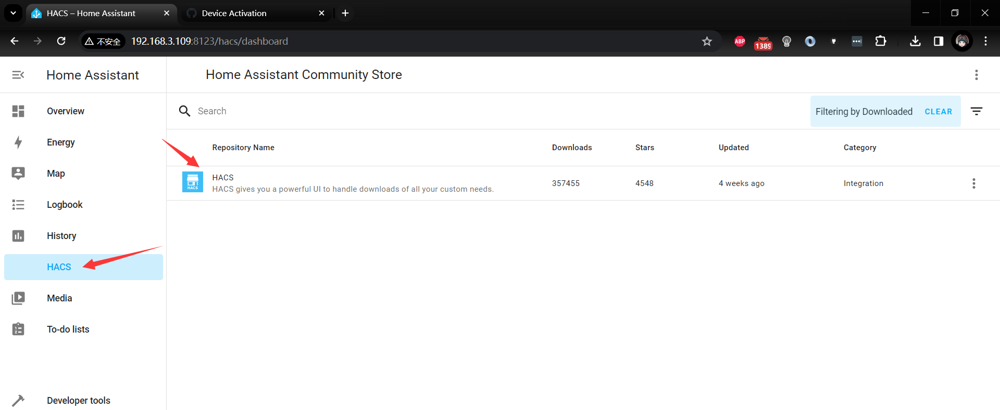 HACS – Home Assistant
Device Activation
不安全
192.168.3.109:8123/hacs/dashboard
ABP
1389
Home Assistant
Home Assistant Community Store
Overview
Search
Filtering by Downloaded
CLEAR
Energy
Repository Name
Downloads
Stars
Updated
Category
Map
HACS
HACS
HACS gives you a powerful UI to handle downloads of all your custom needs.
357455
4548
4 weeks ago
Integration
Logbook
History
HACS
Media
To-do lists
Developer tools